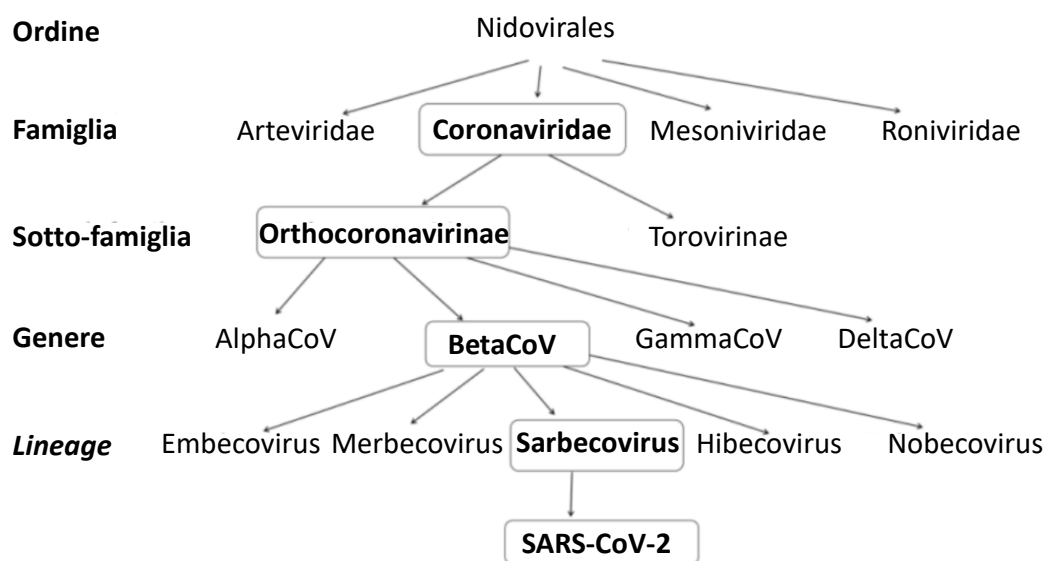 Ordine Nidovirales
Famiglia Arteviridae Coronaviridae Mesoniviridae Roniviridae
Sotto-famiglia Orthocoronavirinae Torovirinae
Genere AlphaCoV BetaCoV GammaCoV DeltaCoV
Lineage Embecovirus Merbecovirus Sarbecovirus Hibecovirus Nobecovirus
SARS-CoV-2